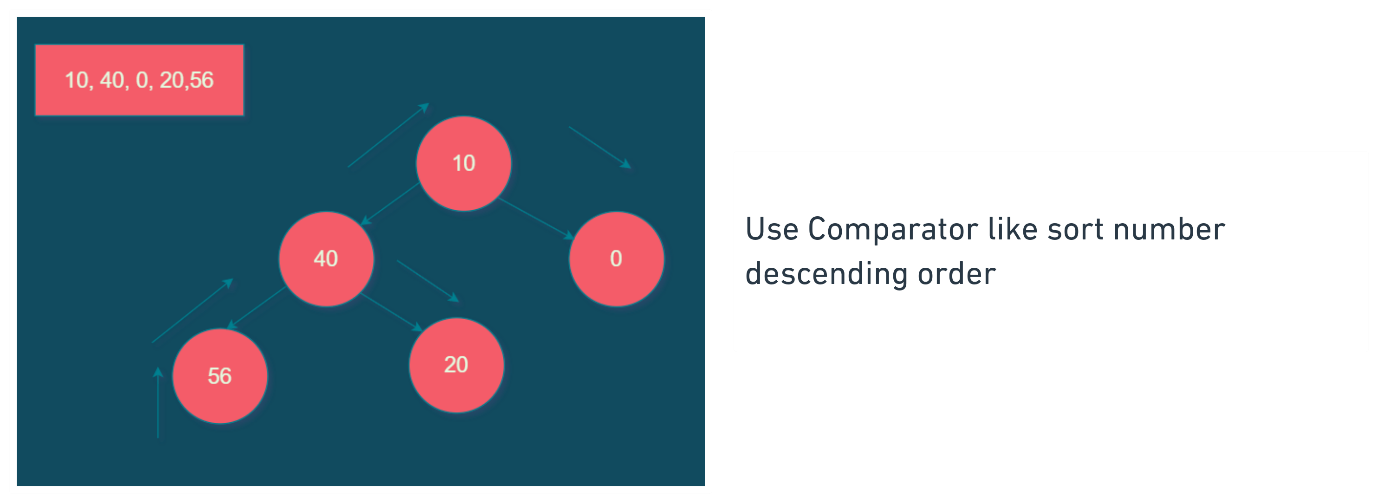 10, 40, 0, 20,56
10
40
0
56
20
Use Comparator like sort number
descending order